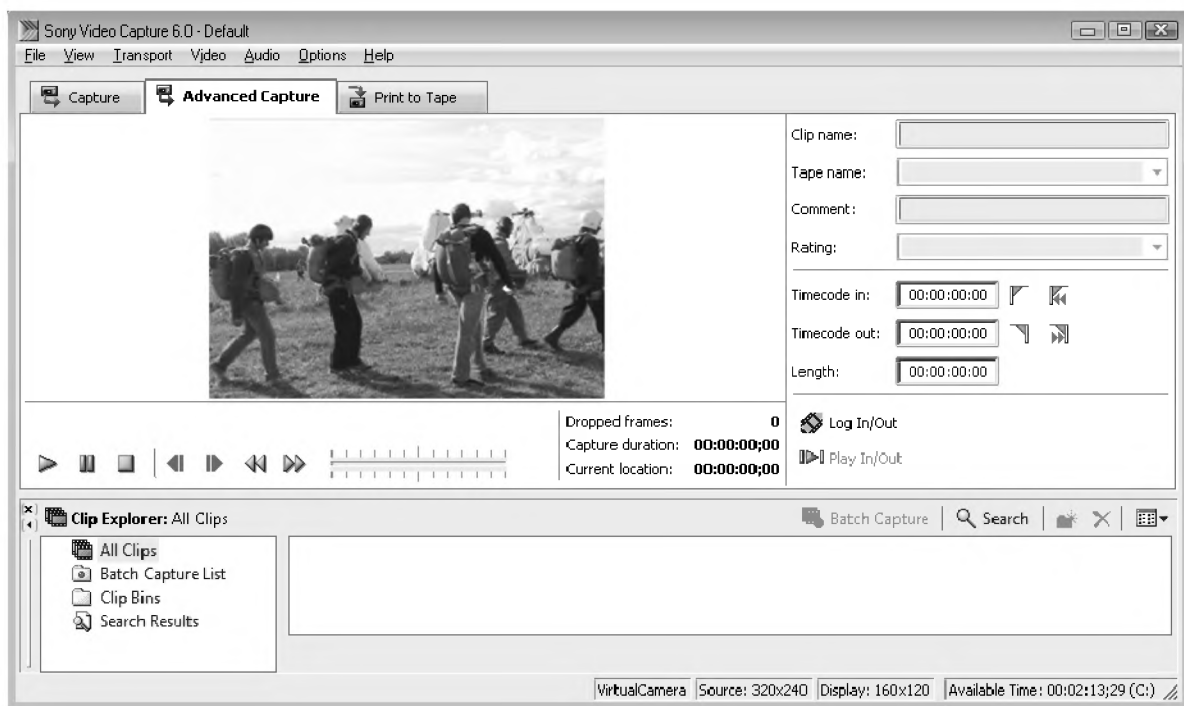 Sony Video Capture 6.0 - Default
File View Transport Video Audio Options Help
Capture Advanced Capture Print to Tape
Clip name:
Tape name:
Comment:
Rating:
Timecode in: 00:00:00:00
Timecode out: 00:00:00:00
Length: 00:00:00:00
Dropped frames: 0
Capture duration: 00:00:00;00
Current location: 00:00:00;00
Log In/Out
Play In/Out
Clip Explorer: All Clips
Batch Capture Search
All Clips
Batch Capture List
Clip Bins
Search Results
VirtualCamera Source: 320x240 Display: 160x120 Available Time: 00:02:13;29 (C:)